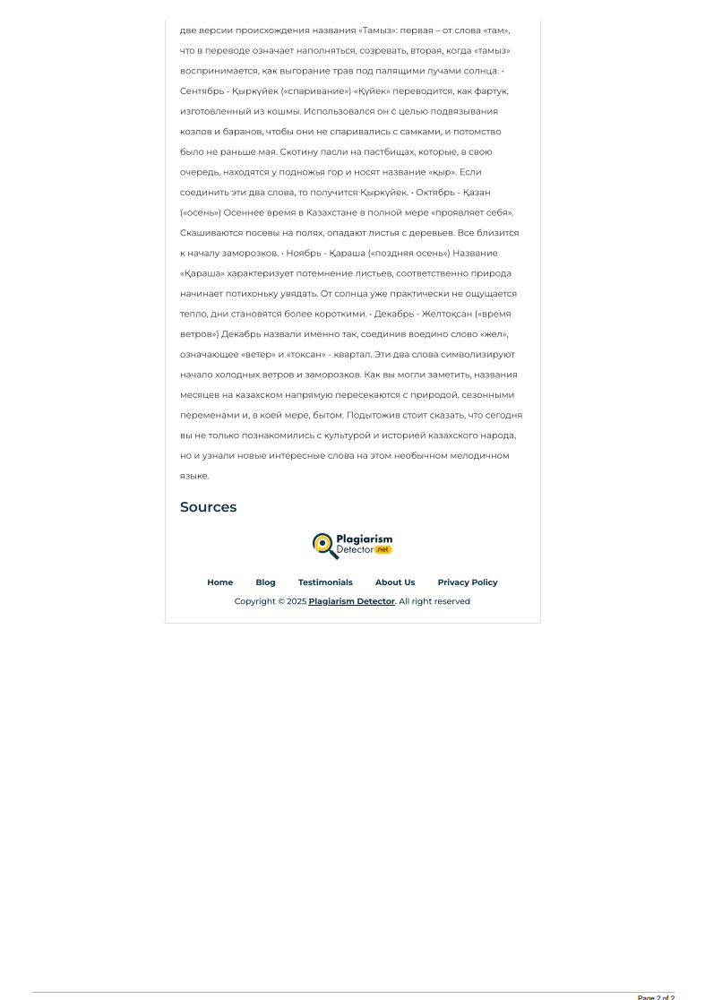 две версии происхождения названия «Тамыз»: первая – от слова «там»,
что в переводе означает наполняться, созревать, вторая, когда «тамыз»
воспринимается, как выгорание трав под палящими лучами солнца. •
Сентябрь - Қыркүйек («спаривание») «Күйек» переводится, как фартук,
изготовленный из кошмы. Использовался он с целью подвязывания
козлов и баранов, чтобы они не спаривались с самками, и потомство
было не раньше мая. Скотину пасли на пастбищах, которые, в свою
очередь, находятся у подножья гор и носят название «қыр». Если
соединить эти два слова, то получится Қыркүйек. • Октябрь - Қазан
(«осень») Осеннее время в Казахстане в полной мере «проявляет себя».
Скашиваются посевы на полях, опадают листья с деревьев. Все близится
к началу заморозков. • Ноябрь - Қараша («поздняя осень») Название
«Қараша» характеризует потемнение листьев, соответственно природа
начинает потихоньку увядать. От солнца уже практически не ощущается
тепло, дни становятся более короткими. • Декабрь - Желтоқсан («время
ветров») Декабрь назвали именно так, соединив воедино слово «жел»,
означающее «ветер» и «токсан» - квартал. Эти два слова символизируют
начало холодных ветров и заморозков. Как вы могли заметить, названия
месяцев на казахском напрямую пересекаются с природой, сезонными
переменами и, в коей мере, бытом. Подытожив стоит сказать, что сегодня
вы не только познакомились с культурой и историей казахского народа,
но и узнали новые интересные слова на этом необычном мелодичном
языке.
Sources
Plagiarism
Detector .net
Home Blog Testimonials About Us Privacy Policy
Copyright © 2025 Plagiarism Detector. All right reserved
Page 2 of 2